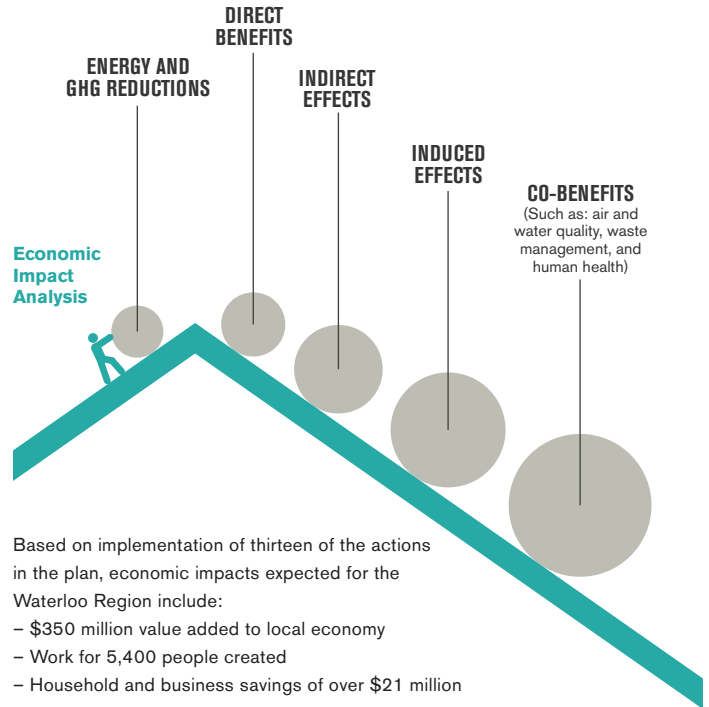 DIRECT
BENEFITS
ENERGY AND
GHG REDUCTIONS
INDIRECT
EFFECTS
INDUCED
EFFECTS
CO-BENEFITS
(Such as: air and
water quality, waste
management, and
human health)
Economic
Impact
Analysis
Based on implementation of thirteen of the actions
in the plan, economic impacts expected for the
Waterloo Region include:
– $350 million value added to local economy
– Work for 5,400 people created
– Household and business savings of over $21 million